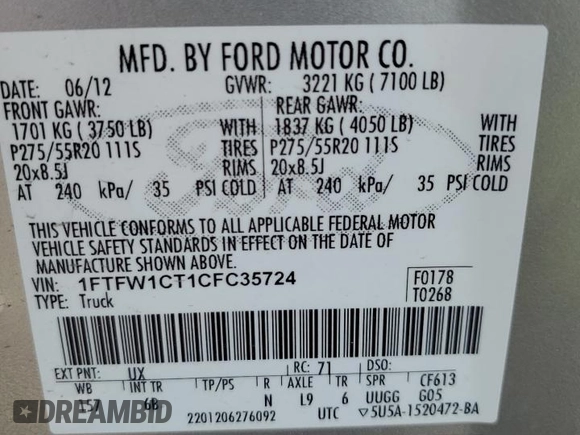 MFD. BY FORD MOTOR CO.
DATE: 06/12 GVWR: 3221 KG ( 7100 LB)
FRONT GAWR: REAR GAWR:
1701 KG ( 3750 LB) WITH 1837 KG ( 4050 LB) WITH
P275/55R20 111S TIRES P275/55R20 111S TIRES
20x8.5J RIMS 20x8.5J RIMS
AT 240 kPa/ 35 PSI COLD AT 240 kPa/ 35 PSI COLD
Ford
THIS VEHICLE CONFORMS TO ALL APPLICABLE FEDERAL MOTOR
VEHICLE SAFETY STANDARDS IN EFFECT ON THE DATE OF
MANUFACTURE SHOWN ABOVE.
VIN: 1FTFW1CT1CFC35724 F0178
TYPE: Truck T0268
EXT PNT: UX RC: 71 DSO:
WB INT TR TP/PS R AXLE TR SPR CF613
157 6B N L9 6 UUGG G05
2201206276092 UTC ▽5U5A-1520472-BA
DREAMBID